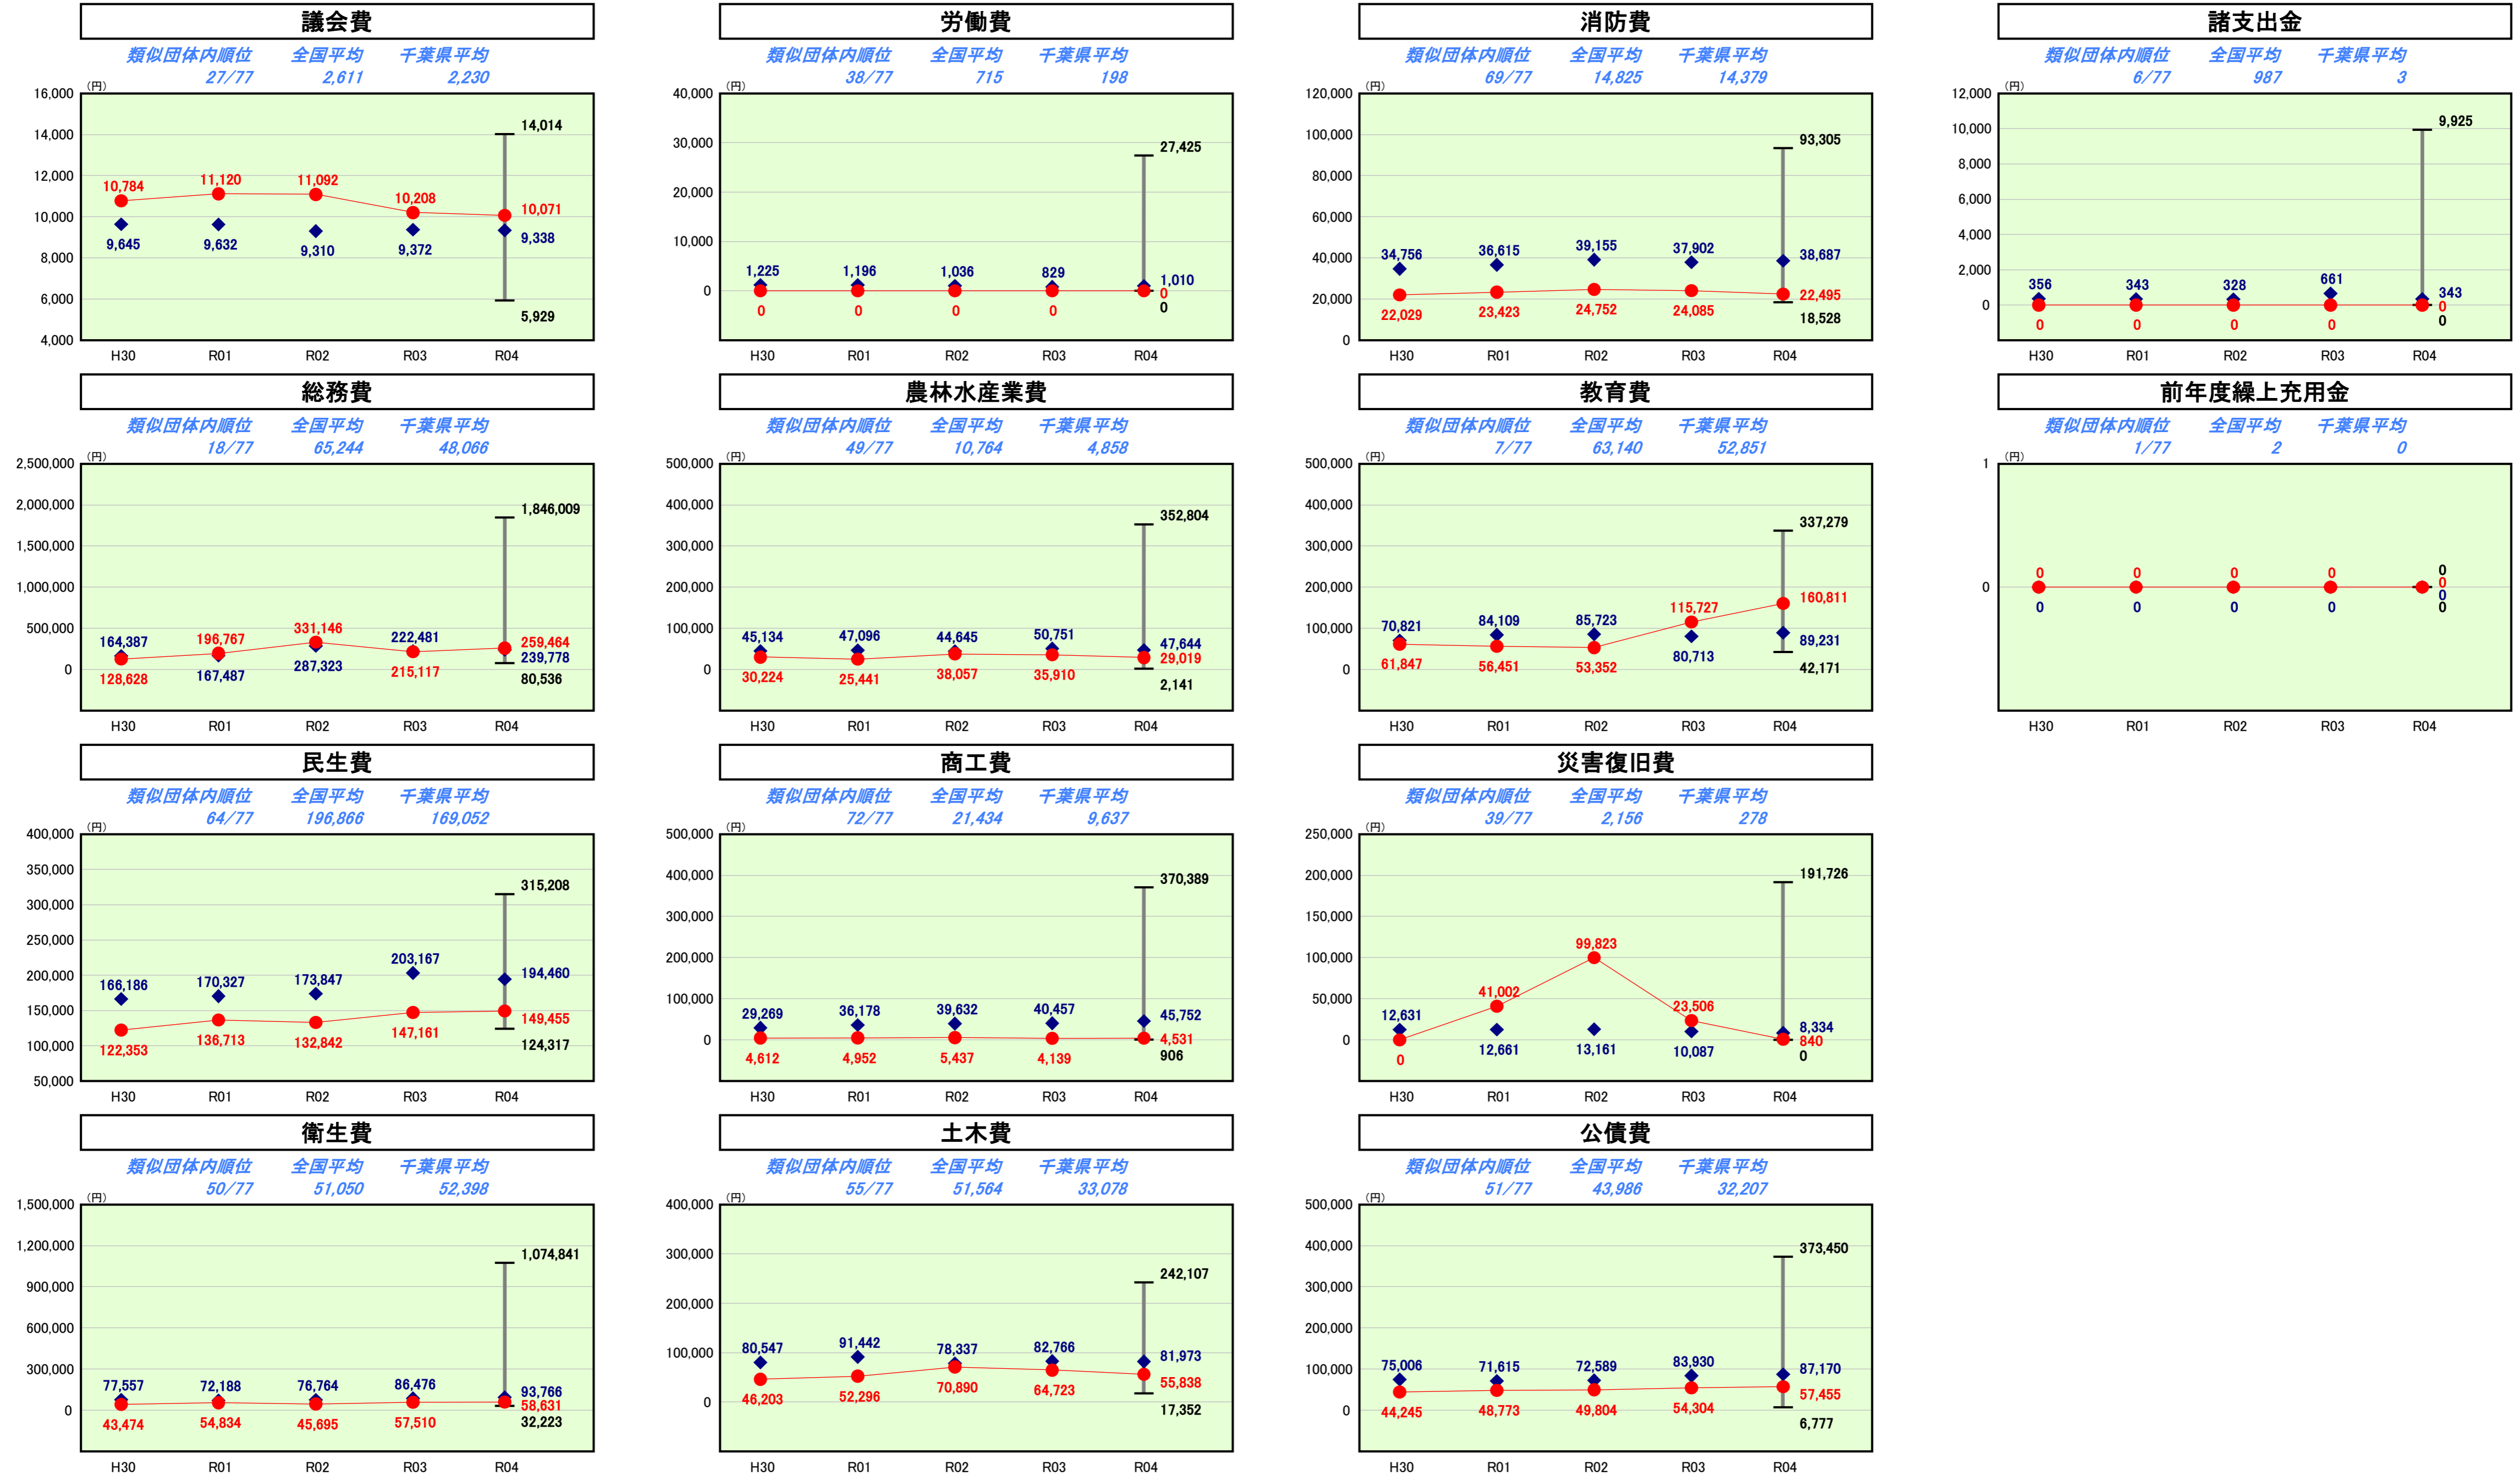 議会費
類似団体内順位 全国平均 千葉県平均
27/77 2,611 2,230
(円)
16,000
14,000
12,000
10,000
8,000
6,000
4,000
14,014
10,784 11,120 11,092 10,208 10,071
9,645 9,632 9,310 9,372 9,338
5,929
H30 R01 R02 R03 R04
労働費
類似団体内順位 全国平均 千葉県平均
38/77 715 198
(円)
40,000
30,000
20,000
10,000
0
27,425
1,225 1,196 1,036 829 1,010
0 0 0 0 0
0
H30 R01 R02 R03 R04
消防費
類似団体内順位 全国平均 千葉県平均
69/77 14,825 14,379
(円)
120,000
100,000
80,000
60,000
40,000
20,000
0
93,305
34,756 36,615 39,155 37,902 38,687
22,029 23,423 24,752 24,085 22,495
18,528
H30 R01 R02 R03 R04
諸支出金
類似団体内順位 全国平均 千葉県平均
6/77 987 3
(円)
12,000
10,000
8,000
6,000
4,000
2,000
0
9,925
356 343 328 661 343
0 0 0 0 0
0
H30 R01 R02 R03 R04
総務費
類似団体内順位 全国平均 千葉県平均
18/77 65,244 48,066
(円)
2,500,000
2,000,000
1,500,000
1,000,000
500,000
0
1,846,009
164,387 196,767 331,146 222,481 259,464
128,628 167,487 287,323 215,117 239,778
80,536
H30 R01 R02 R03 R04
農林水産業費
類似団体内順位 全国平均 千葉県平均
49/77 10,764 4,858
(円)
500,000
400,000
300,000
200,000
100,000
0
352,804
45,134 47,096 44,645 50,751 47,644
30,224 25,441 38,057 35,910 29,019
2,141
H30 R01 R02 R03 R04
教育費
類似団体内順位 全国平均 千葉県平均
7/77 63,140 52,851
(円)
500,000
400,000
300,000
200,000
100,000
0
337,279
70,821 84,109 85,723 115,727 160,811
61,847 56,451 53,352 80,713 89,231
42,171
H30 R01 R02 R03 R04
前年度繰上充用金
類似団体内順位 全国平均 千葉県平均
1/77 2 0
(円)
1
0
0
0 0 0 0 0
0 0 0 0 0
0
H30 R01 R02 R03 R04
民生費
類似団体内順位 全国平均 千葉県平均
64/77 196,866 169,052
(円)
400,000
350,000
300,000
250,000
200,000
150,000
100,000
50,000
315,208
166,186 170,327 173,847 203,167 194,460
122,353 136,713 132,842 147,161 149,455
124,317
H30 R01 R02 R03 R04
商工費
類似団体内順位 全国平均 千葉県平均
72/77 21,434 9,637
(円)
500,000
400,000
300,000
200,000
100,000
0
370,389
29,269 36,178 39,632 40,457 45,752
4,612 4,952 5,437 4,139 4,531
906
H30 R01 R02 R03 R04
災害復旧費
類似団体内順位 全国平均 千葉県平均
39/77 2,156 278
(円)
250,000
200,000
150,000
100,000
50,000
0
191,726
12,631 41,002 99,823 23,506 8,334
0 12,661 13,161 10,087 840
0
H30 R01 R02 R03 R04
衛生費
類似団体内順位 全国平均 千葉県平均
50/77 51,050 52,398
(円)
1,500,000
1,200,000
900,000
600,000
300,000
0
1,074,841
77,557 72,188 76,764 86,476 93,766
43,474 54,834 45,695 57,510 58,631
32,223
H30 R01 R02 R03 R04
土木費
類似団体内順位 全国平均 千葉県平均
55/77 51,564 33,078
(円)
400,000
300,000
200,000
100,000
0
242,107
80,547 91,442 78,337 82,766 81,973
46,203 52,296 70,890 64,723 55,838
17,352
H30 R01 R02 R03 R04
公債費
類似団体内順位 全国平均 千葉県平均
51/77 43,986 32,207
(円)
500,000
400,000
300,000
200,000
100,000
0
373,450
75,006 71,615 72,589 83,930 87,170
44,245 48,773 49,804 54,304 57,455
6,777
H30 R01 R02 R03 R04